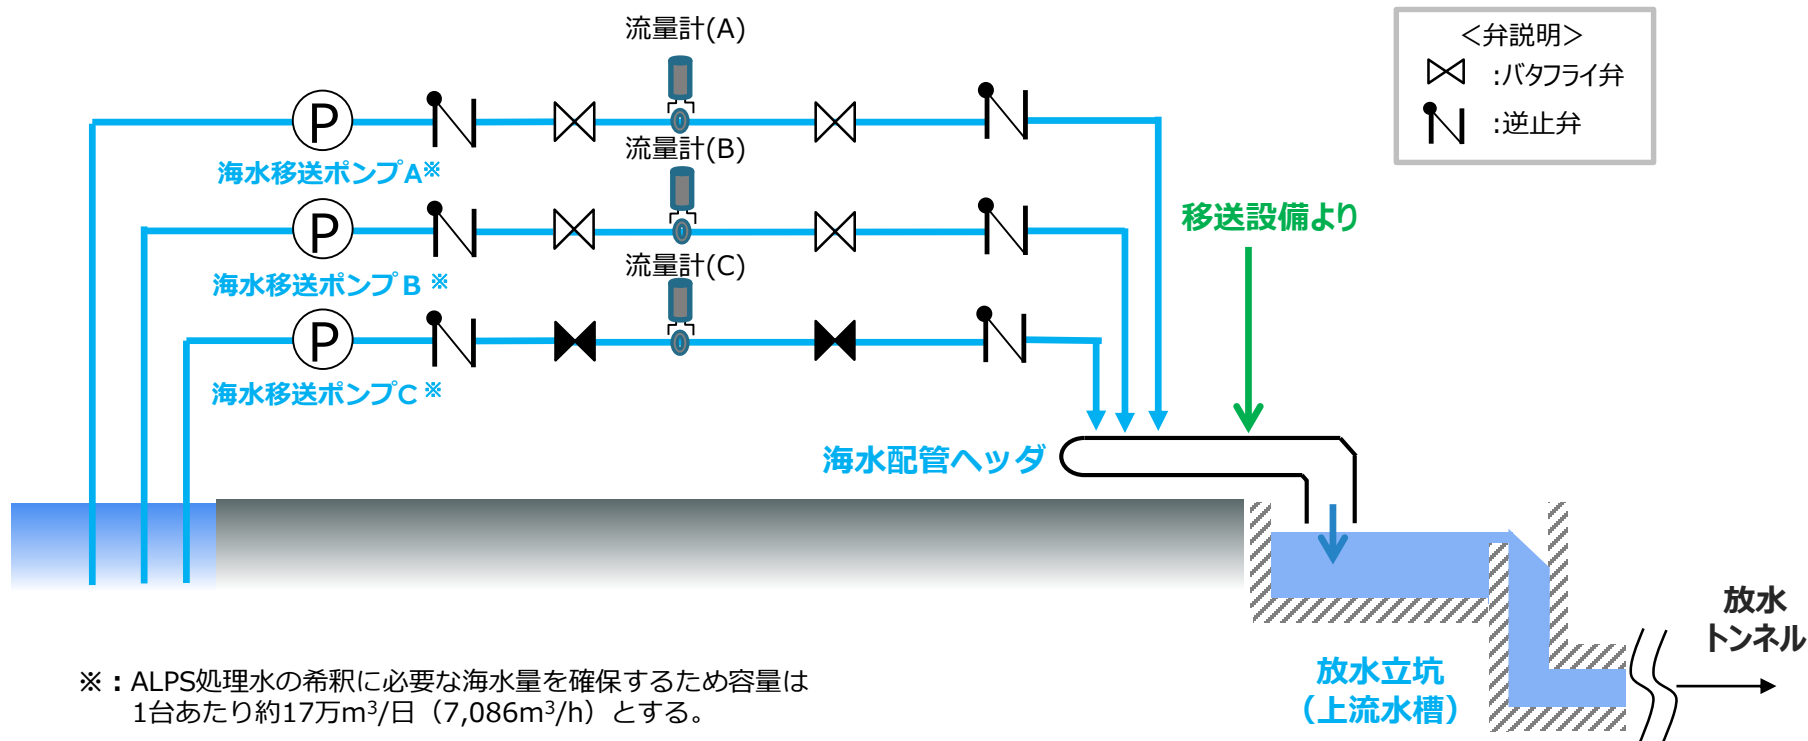 流量計(A)
<弁説明>
:バタフライ弁
:逆止弁
P
海水移送ポンプA※
流量計(B)
P
海水移送ポンプB※
流量計(C)
P
海水移送ポンプC※
移送設備より
海水配管ヘッダ
放水立坑
(上流水槽)
放水
トンネル
※:ALPS処理水の希釈に必要な海水量を確保するため容量は
1台あたり約17万m³/日(7,086m³/h)とする。